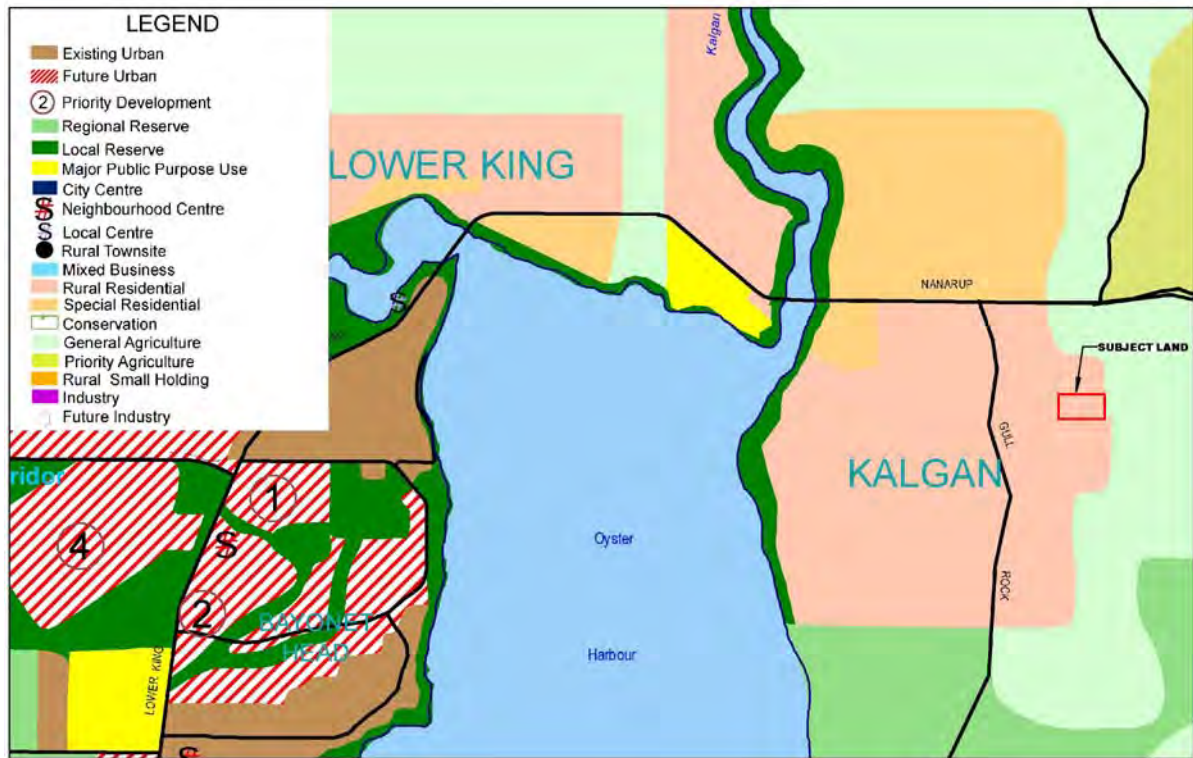 LEGEND
Existing Urban
Future Urban
2 Priority Development
Regional Reserve
Local Reserve
Major Public Purpose Use
City Centre
S Neighbourhood Centre
S Local Centre
Rural Townsite
Mixed Business
Rural Residential
Special Residential
Conservation
General Agriculture
Priority Agriculture
Rural Small Holding
Industry
Future Industry
Kalgan
LOWER KING
NANARUP
SUBJECT LAND
S
GULL
KALGAN
ridor
1
4
S
Oyster
ROCK
2
BAYONET
HEAD
Harbour
LOWER KING
S